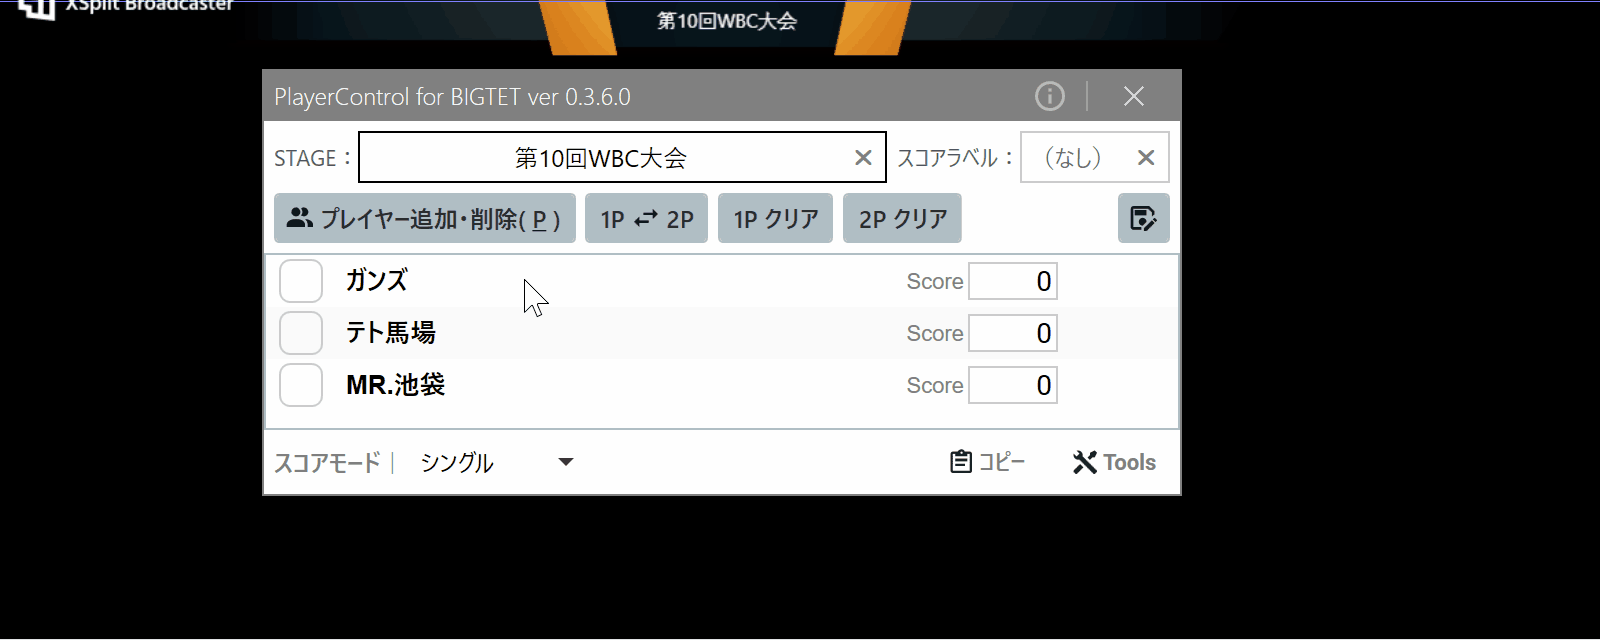 XSplit Broadcaster
第10回WBC大会
PlayerControl for BIGTET ver 0.3.6.0
STAGE : 第10回WBC大会 スコアラベル : （なし）
プレイヤー追加・削除( P ) 1P ⇄ 2P 1P クリア 2P クリア
ガンズ Score 0
テト馬場 Score 0
MR.池袋 Score 0
スコアモード | シングル コピー Tools